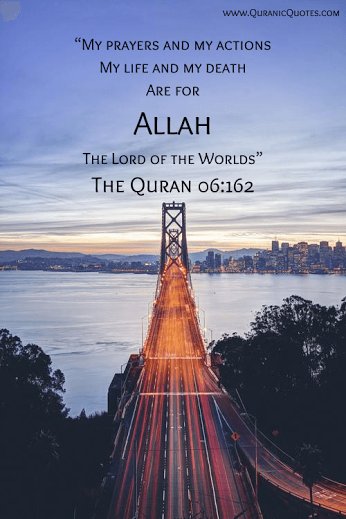 www.QuranicQuotes.com
“My prayers and my actions
My life and my death
Are for
Allah
The Lord of the Worlds”
The Quran 06:162